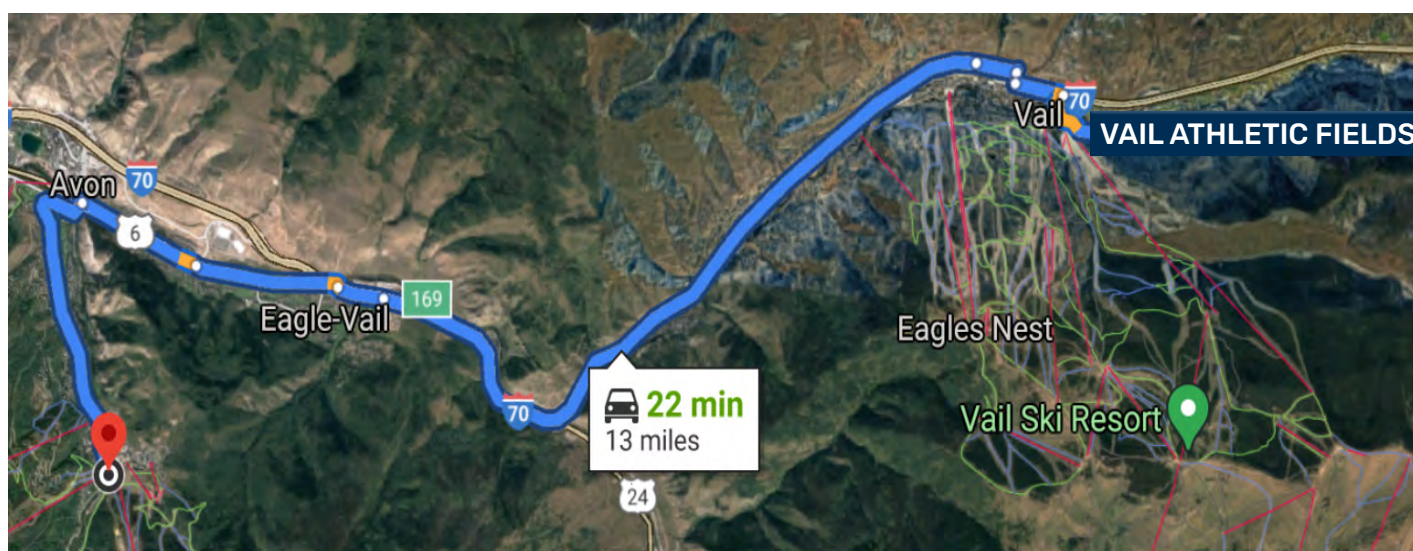 70
Vail
VAIL ATHLETIC FIELDS
Avon
70
6
Eagle-Vail
169
Eagles Nest
70
22 min
13 miles
Vail Ski Resort
24